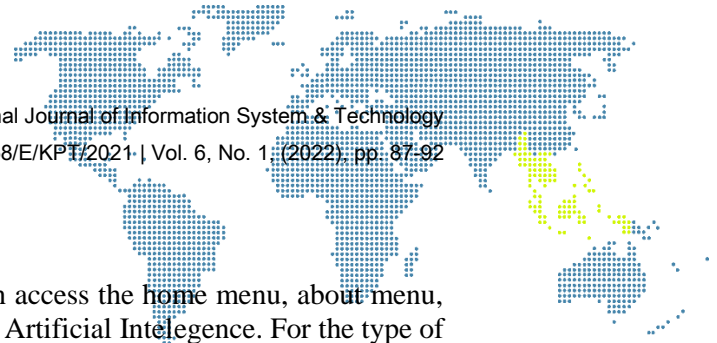 nal Journal of Information System & Technology
8/E/KPT/2021 | Vol. 6, No. 1, (2022), pp. 87-92
access the home menu, about menu,
Artificial Intelegence. For the type of